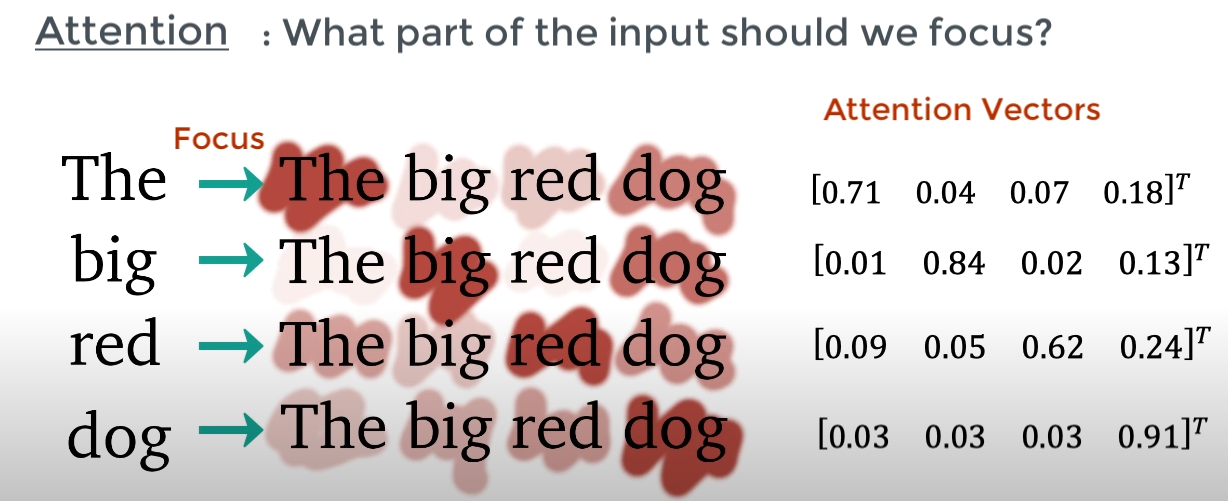 Attention : What part of the input should we focus?
Attention Vectors
Focus
The → The big red dog [0.71 0.04 0.07 0.18]ᵀ
big → The big red dog [0.01 0.84 0.02 0.13]ᵀ
red → The big red dog [0.09 0.05 0.62 0.24]ᵀ
dog → The big red dog [0.03 0.03 0.03 0.91]ᵀ